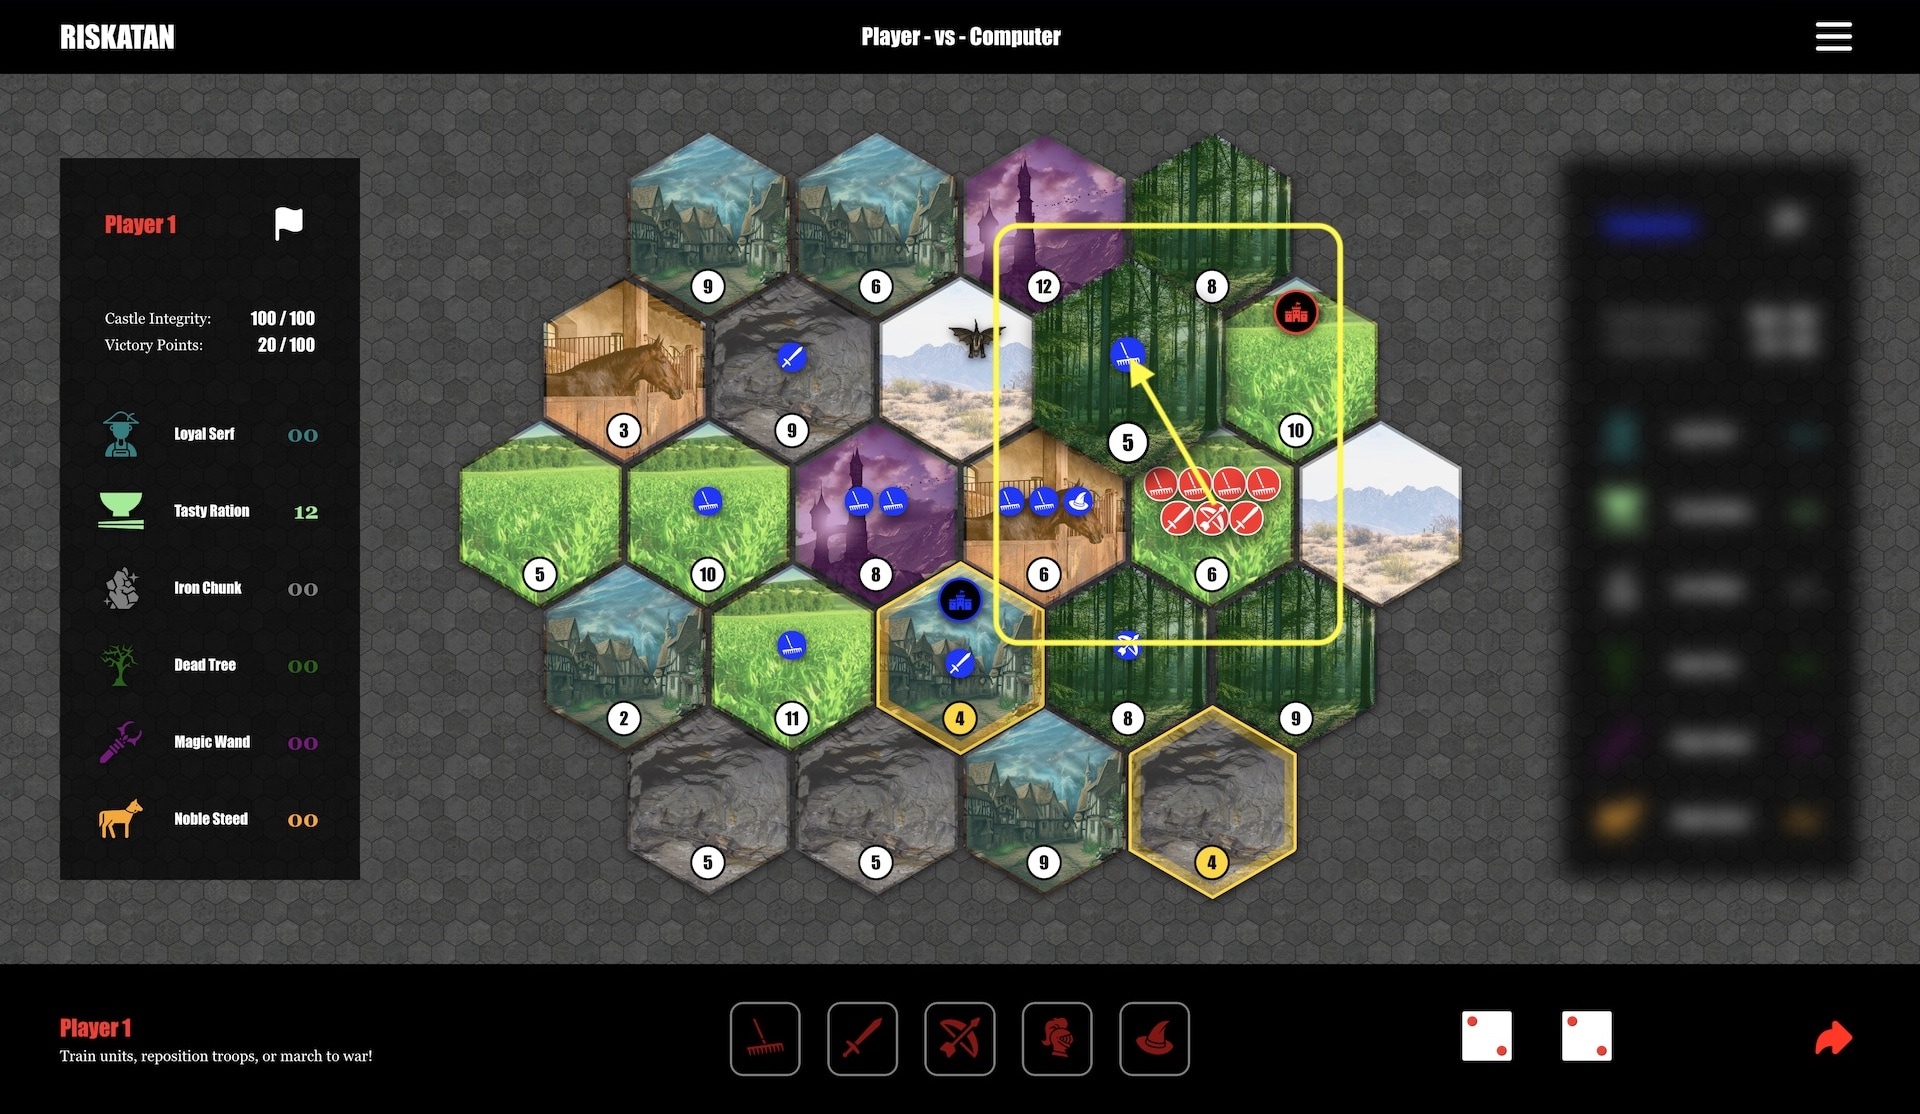 RISKATAN
Player - vs - Computer
Player 1
Castle Integrity: 100 / 100
Victory Points: 20 / 100
Loyal Serf 00
Tasty Ration 12
Iron Chunk 00
Dead Tree 00
Magic Wand 00
Noble Steed 00
9 6 12 8
3 9 5 10
5 10 8 6 6
2 11 4 8 9
5 5 9 4
Player 1
Train units, reposition troops, or march to war!